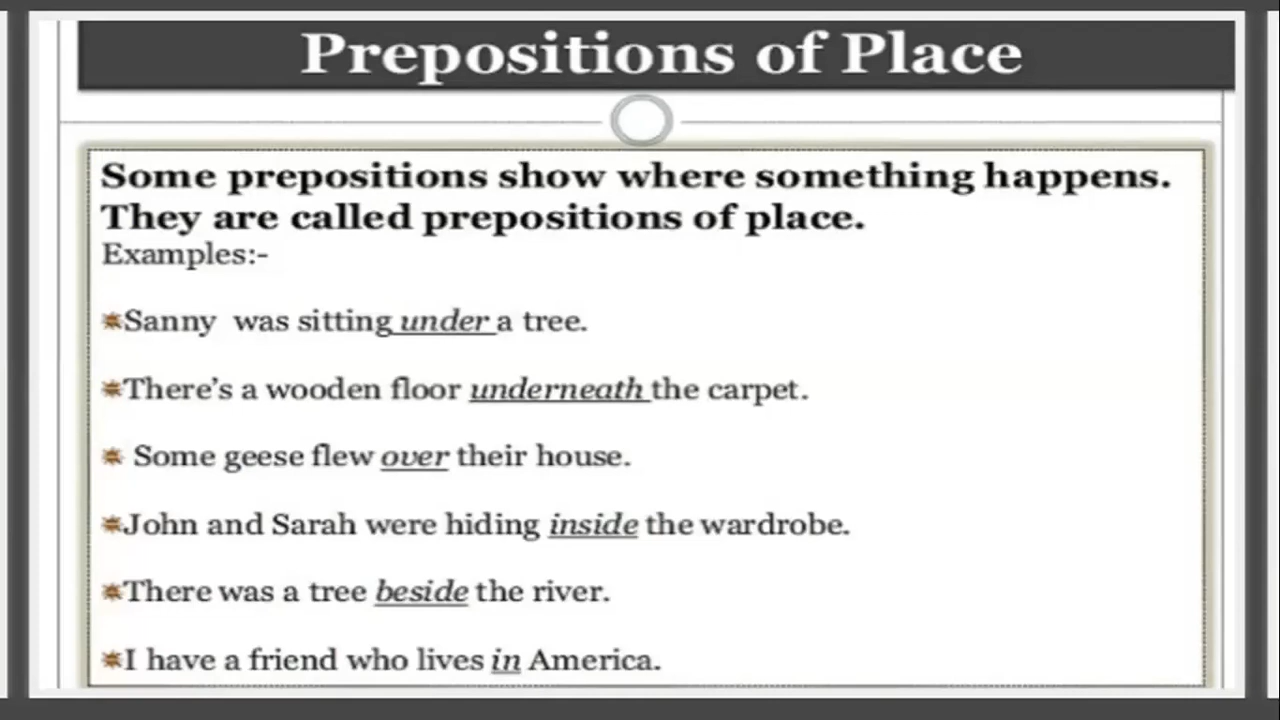 Prepositions of Place
Some prepositions show where something happens.
They are called prepositions of place.
Examples:-
Sanny was sitting under a tree.
There's a wooden floor underneath the carpet.
Some geese flew over their house.
John and Sarah were hiding inside the wardrobe.
There was a tree beside the river.
I have a friend who lives in America.